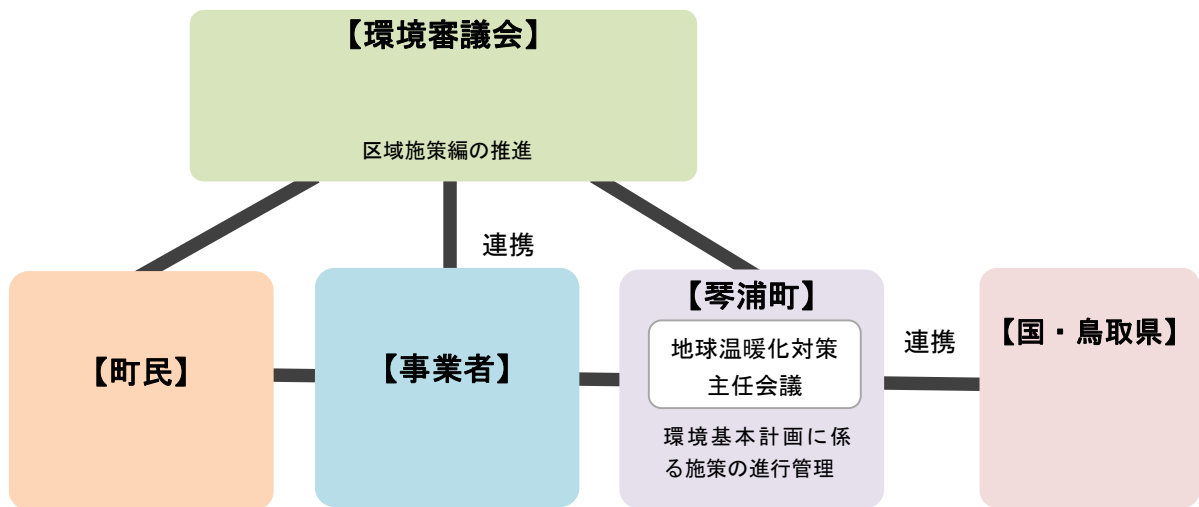 【環境審議会】
区域施策編の推進
連携
【町民】
【事業者】
【琴浦町】
地球温暖化対策
主任会議
環境基本計画に係
る施策の進行管理
連携
【国・鳥取県】